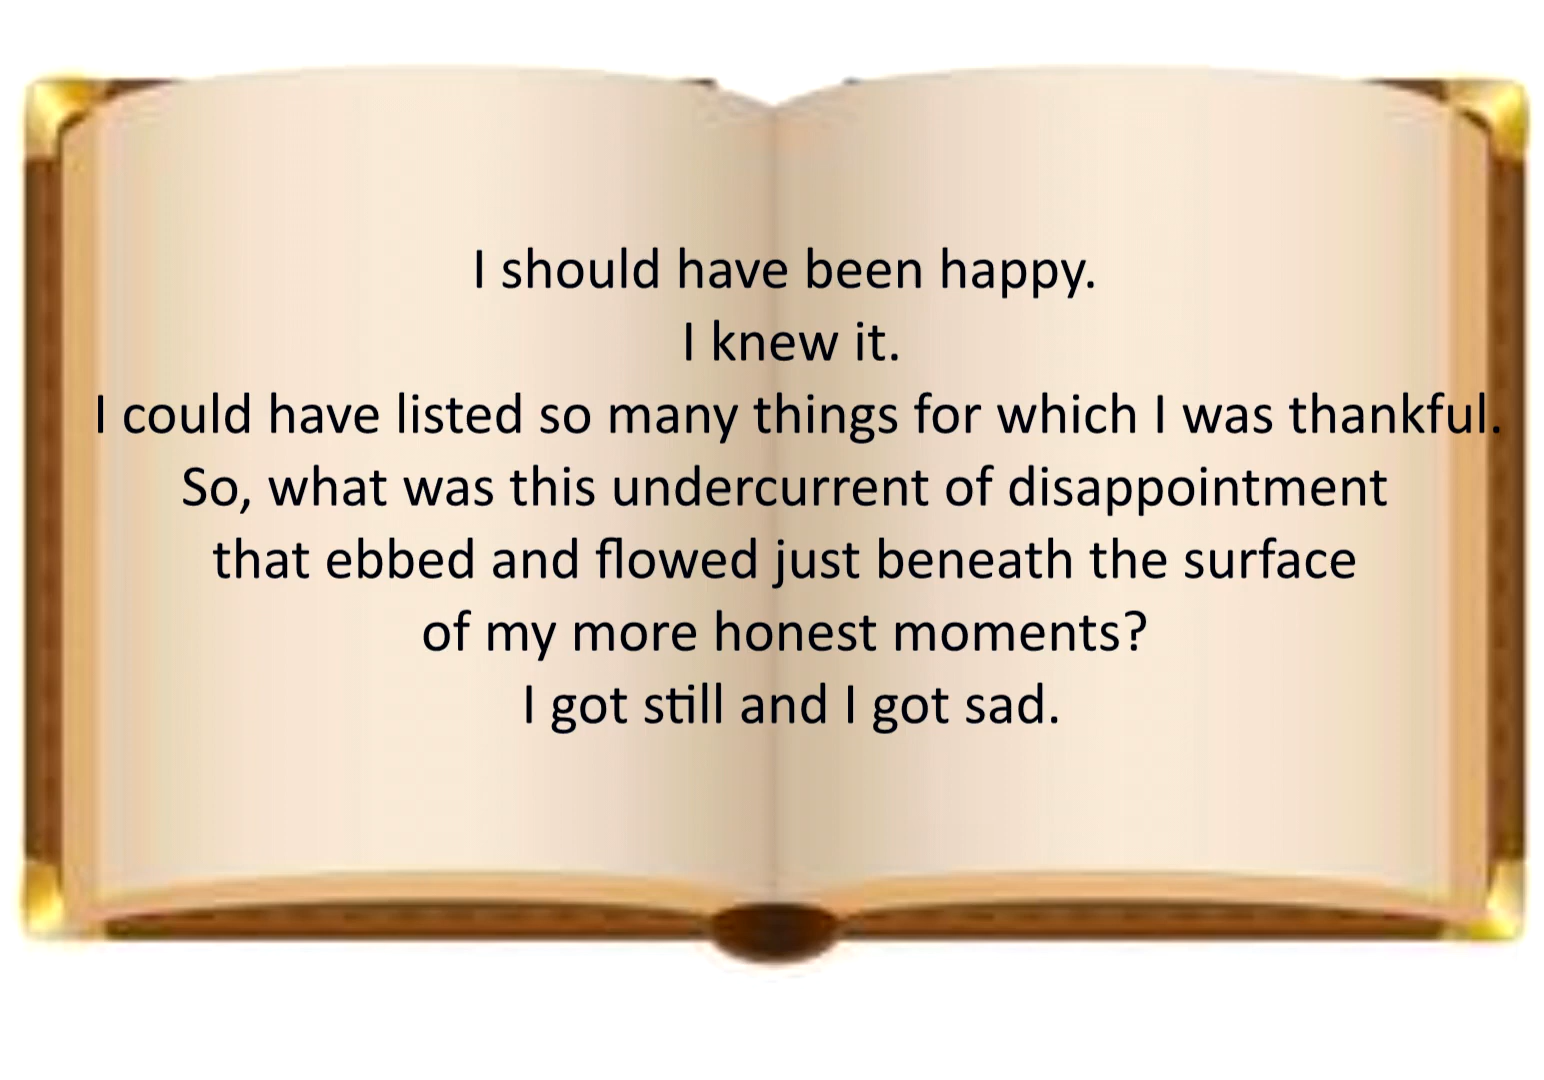 I should have been happy.
I knew it.
I could have listed so many things for which I was thankful.
So, what was this undercurrent of disappointment
that ebbed and flowed just beneath the surface
of my more honest moments?
I got still and I got sad.